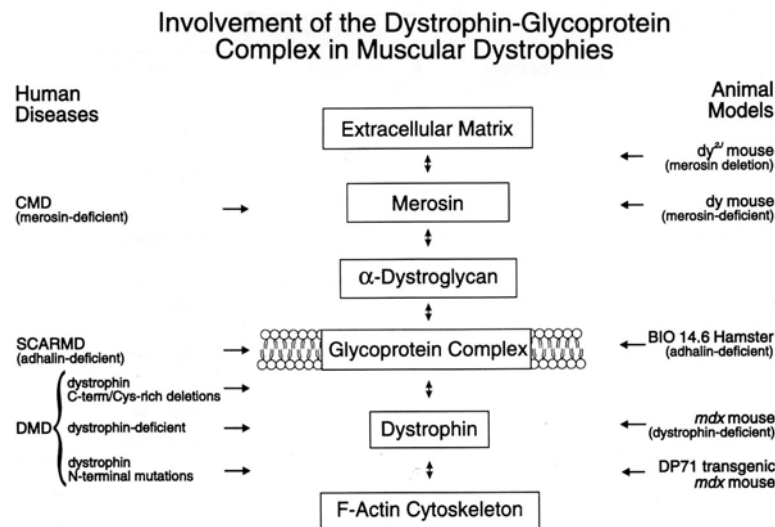 Involvement of the Dystrophin-Glycoprotein
Complex in Muscular Dystrophies
Human
Diseases
Animal
Models
Extracellular Matrix
dy²ᴶ mouse
(merosin deletion)
CMD
(merosin-deficient)
Merosin
dy mouse
(merosin-deficient)
α-Dystroglycan
SCARMD
(adhalin-deficient)
Glycoprotein Complex
BIO 14.6 Hamster
(adhalin-deficient)
dystrophin
C-term/Cys-rich deletions
DMD
dystrophin-deficient
Dystrophin
mdx mouse
(dystrophin-deficient)
dystrophin
N-terminal mutations
DP71 transgenic
mdx mouse
F-Actin Cytoskeleton